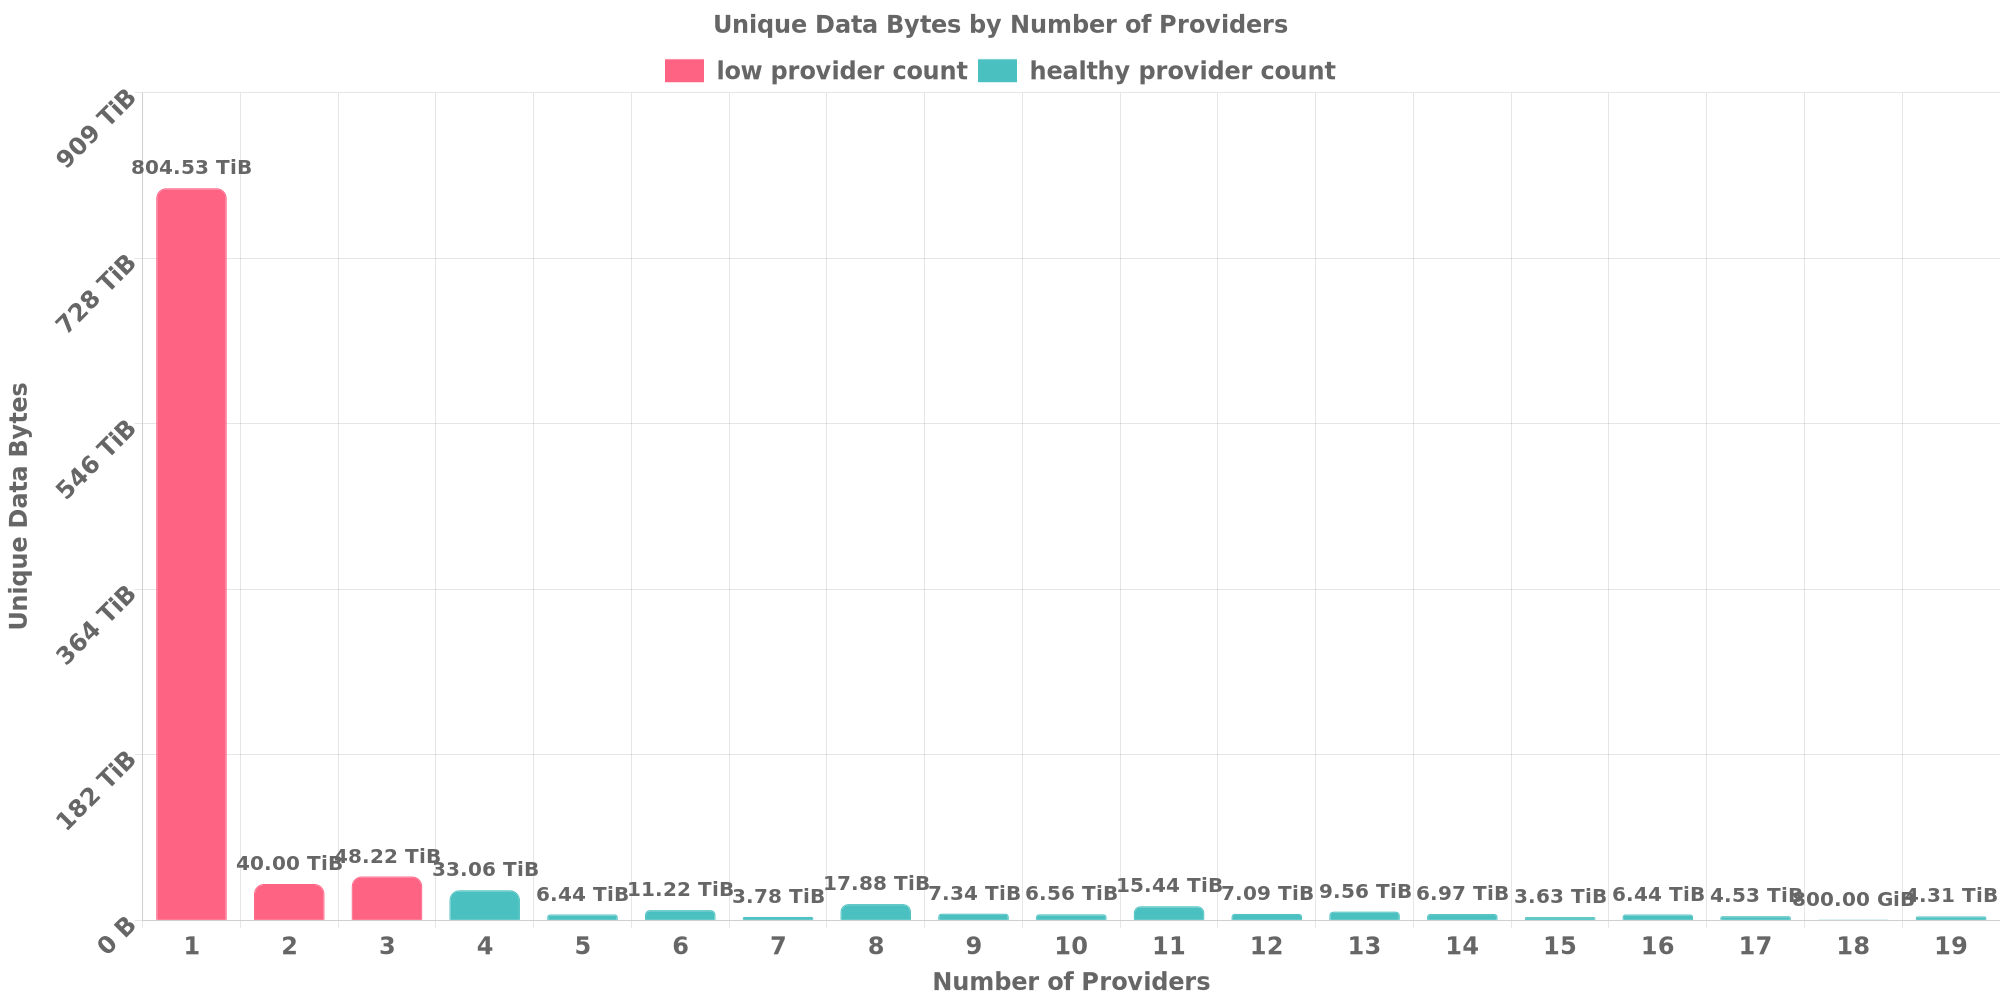 Unique Data Bytes by Number of Providers
low provider count healthy provider count
Unique Data Bytes
909 TiB
728 TiB
546 TiB
364 TiB
182 TiB
0 B
804.53 TiB
40.00 TiB
48.22 TiB
33.06 TiB
6.44 TiB
11.22 TiB
3.78 TiB
17.88 TiB
7.34 TiB
6.56 TiB
15.44 TiB
7.09 TiB
9.56 TiB
6.97 TiB
3.63 TiB
6.44 TiB
4.53 TiB
800.00 GiB
4.31 TiB
1 2 3 4 5 6 7 8 9 10 11 12 13 14 15 16 17 18 19
Number of Providers